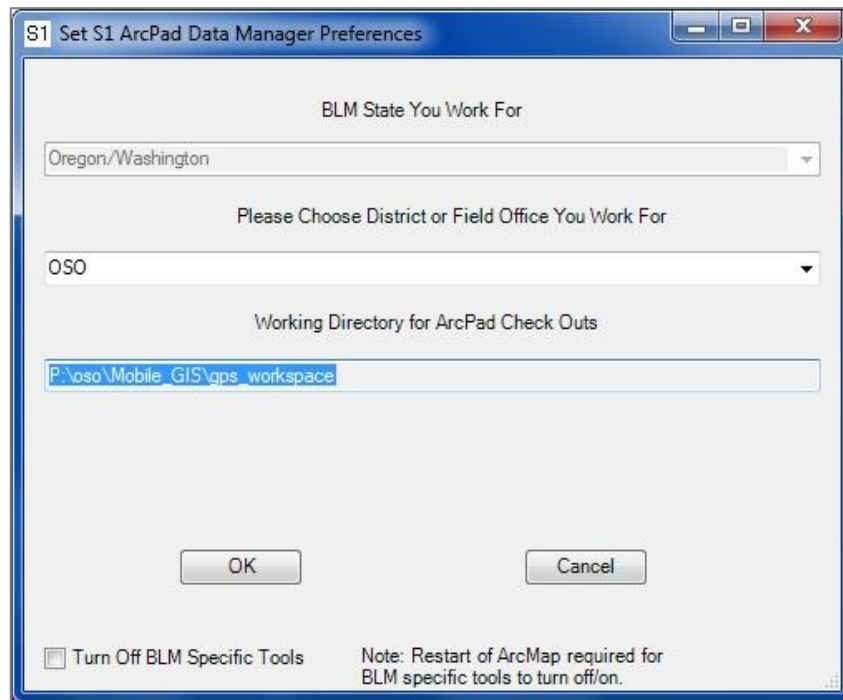 S1 Set S1 ArcPad Data Manager Preferences
BLM State You Work For
Oregon/Washington
Please Choose District or Field Office You Work For
OSO
Working Directory for ArcPad Check Outs
P:\oso\Mobile_GIS\gps_workspace
OK Cancel
Turn Off BLM Specific Tools
Note: Restart of ArcMap required for
BLM specific tools to turn off/on.